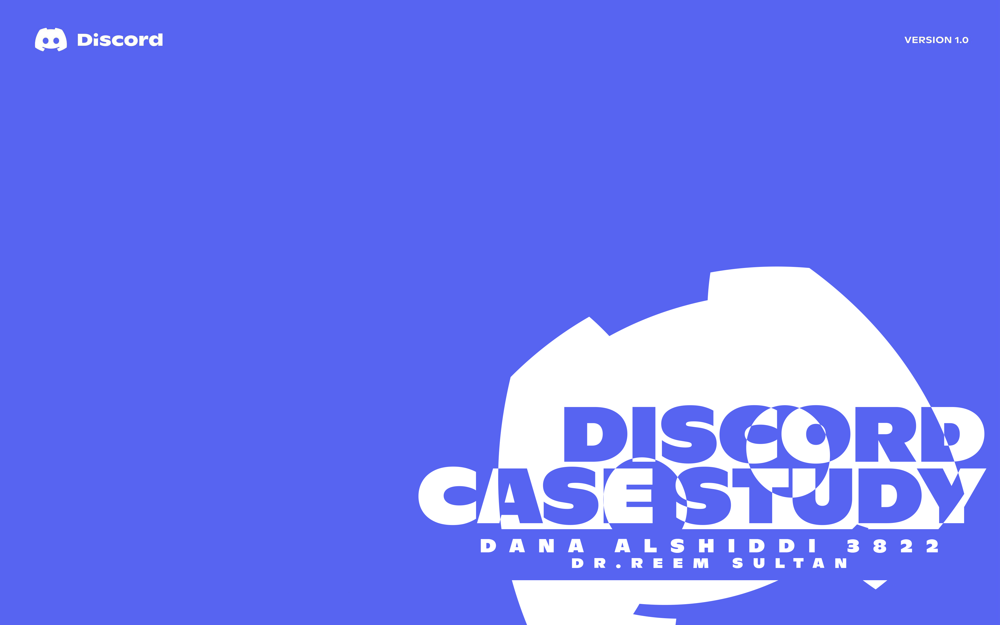 Discord
VERSION 1.0
DISCORD
CASE STUDY
DANA ALSHIDDI 3822
DR.REEM SULTAN